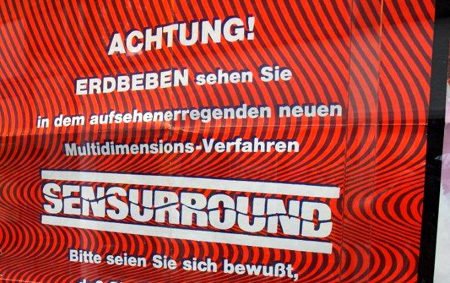 ACHTUNG!
ERDBEBEN sehen Sie
in dem aufsehenerregenden neuen
Multidimensions-Verfahren
SENSURROUND
Bitte seien Sie sich bewußt,